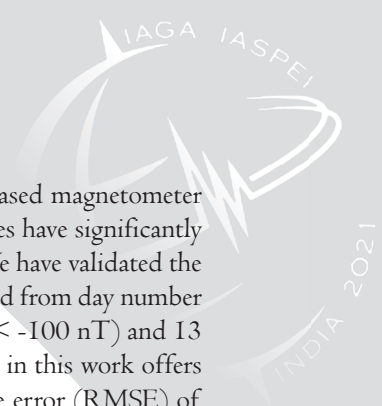 IAGA IASPEI
INDIA 2021
ased magnetometer
es have significantly
e have validated the
d from day number
< -100 nT) and 13
in this work offers
e error (RMSE) of